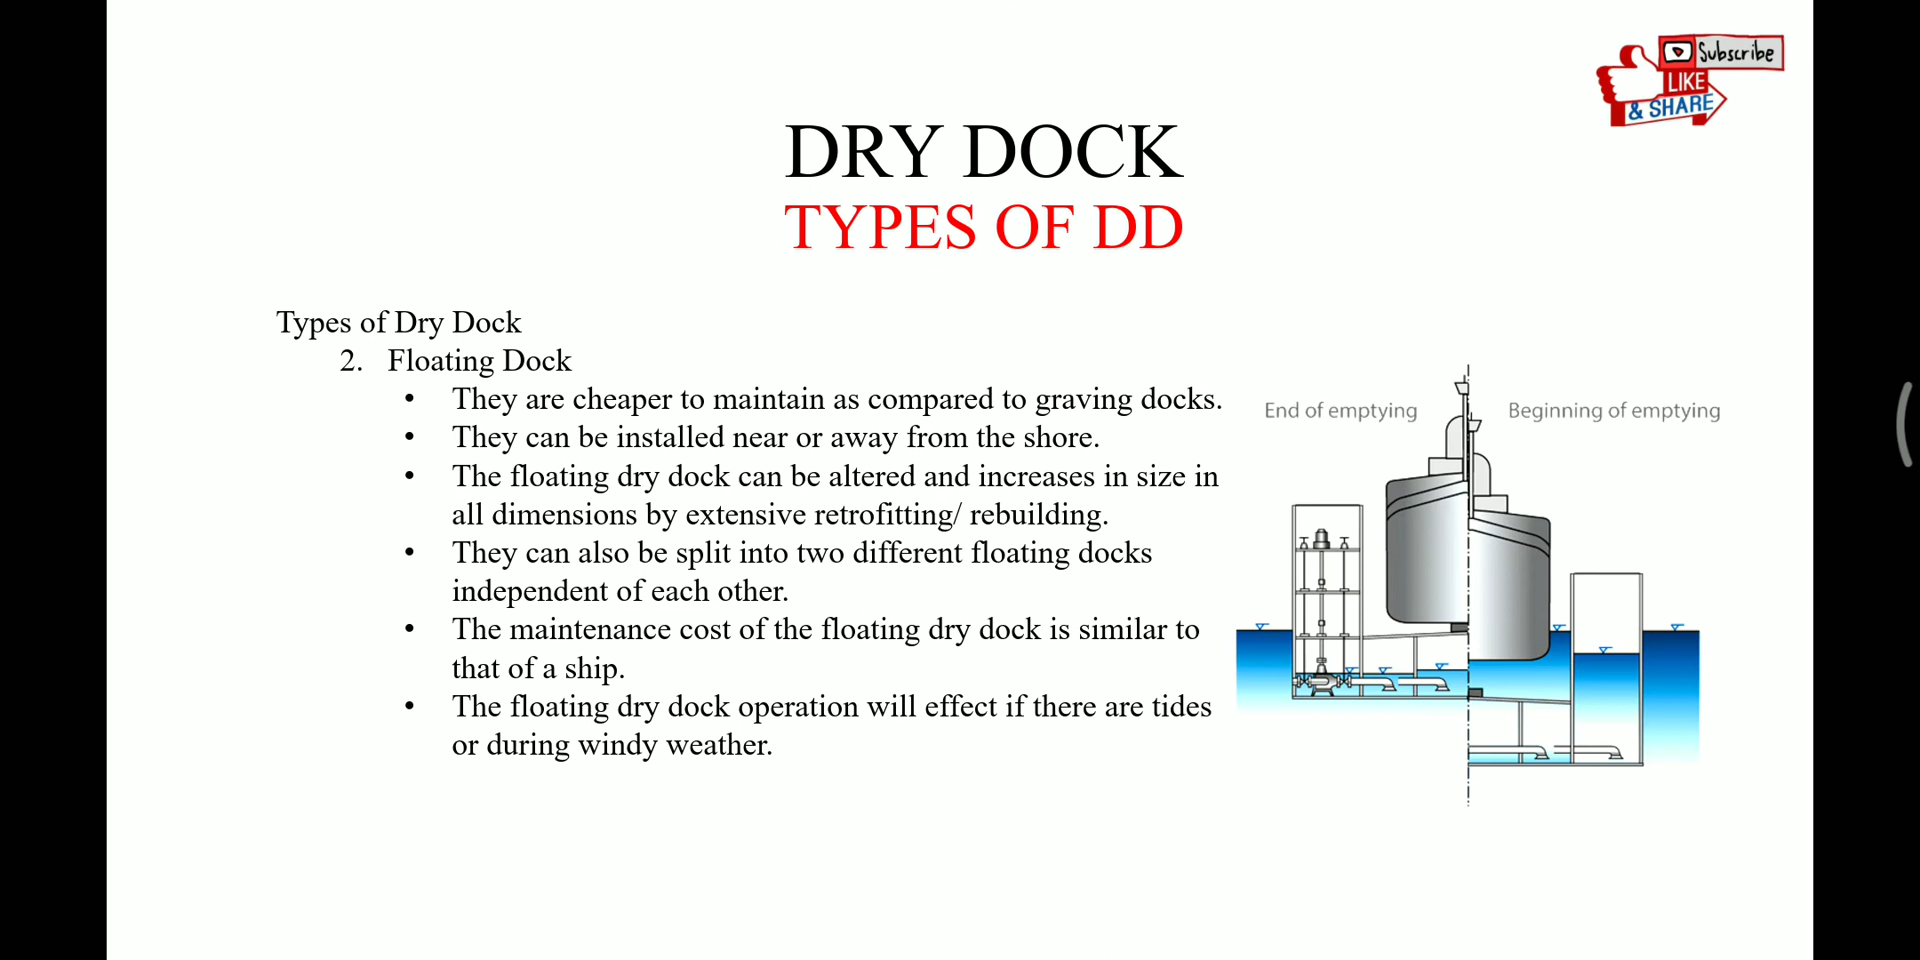 Subscribe
LIKE
& SHARE
DRY DOCK
TYPES OF DD
Types of Dry Dock
2. Floating Dock
• They are cheaper to maintain as compared to graving docks.
• They can be installed near or away from the shore.
• The floating dry dock can be altered and increases in size in
all dimensions by extensive retrofitting/ rebuilding.
• They can also be split into two different floating docks
independent of each other.
• The maintenance cost of the floating dry dock is similar to
that of a ship.
• The floating dry dock operation will effect if there are tides
or during windy weather.
End of emptying
Beginning of emptying